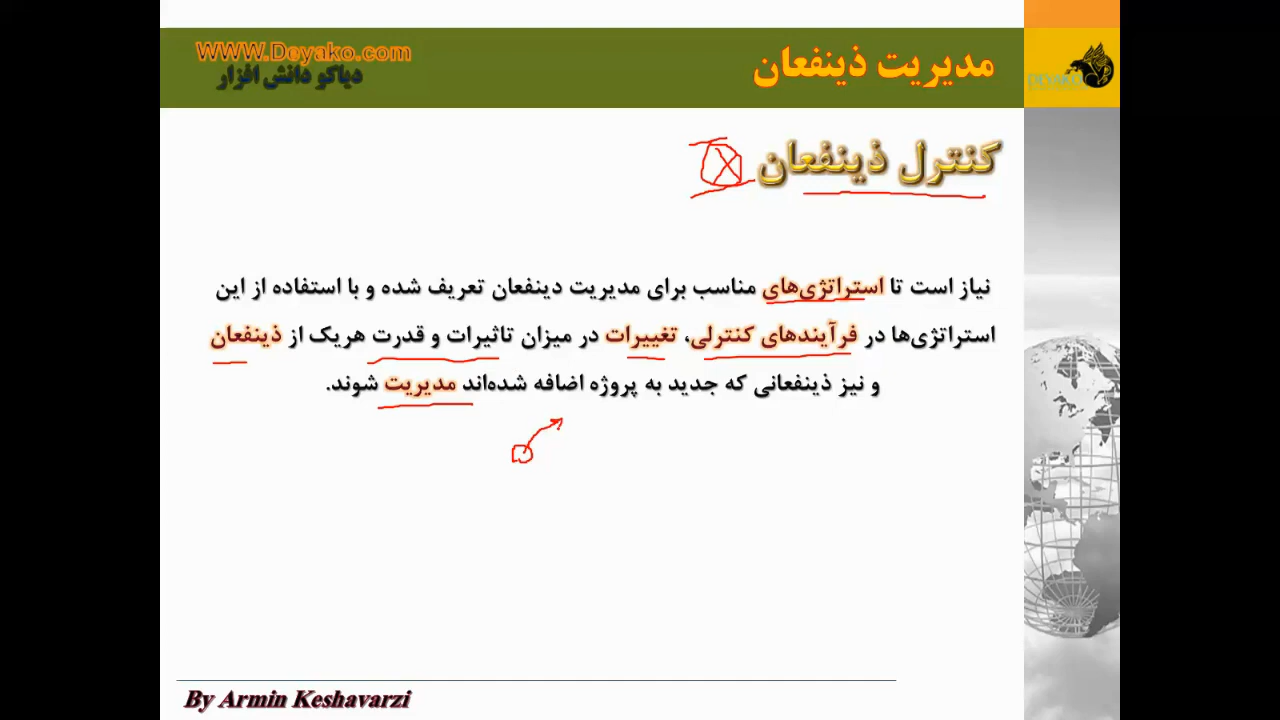 WWW.Deyako.com
دیاکو دانش افزار
مدیریت ذینفعان
DEYAKO
کنترل ذینفعان
نیاز است تا استراتژی‌های مناسب برای مدیریت دینفعان تعریف شده و با استفاده از این
استراتژی‌ها در فرآیندهای کنترلی، تغییرات در میزان تاثیرات و قدرت هریک از ذینفعان
و نیز ذینفعانی که جدید به پروژه اضافه شده‌اند مدیریت شوند.
By Armin Keshavarzi